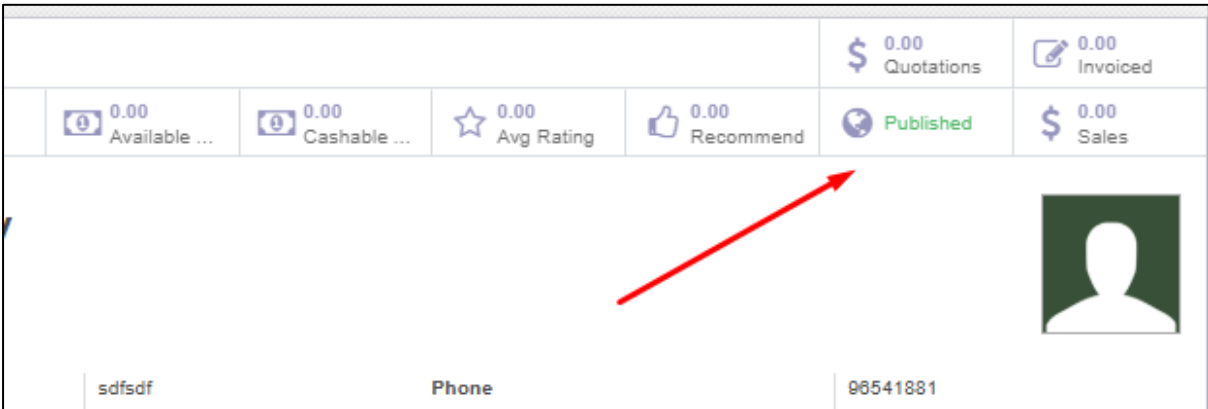 0.00
Quotations
0.00
Invoiced
0.00
Available ...
0.00
Cashable ...
0.00
Avg Rating
0.00
Recommend
Published
0.00
Sales
y
sdfsdf
Phone
96541881